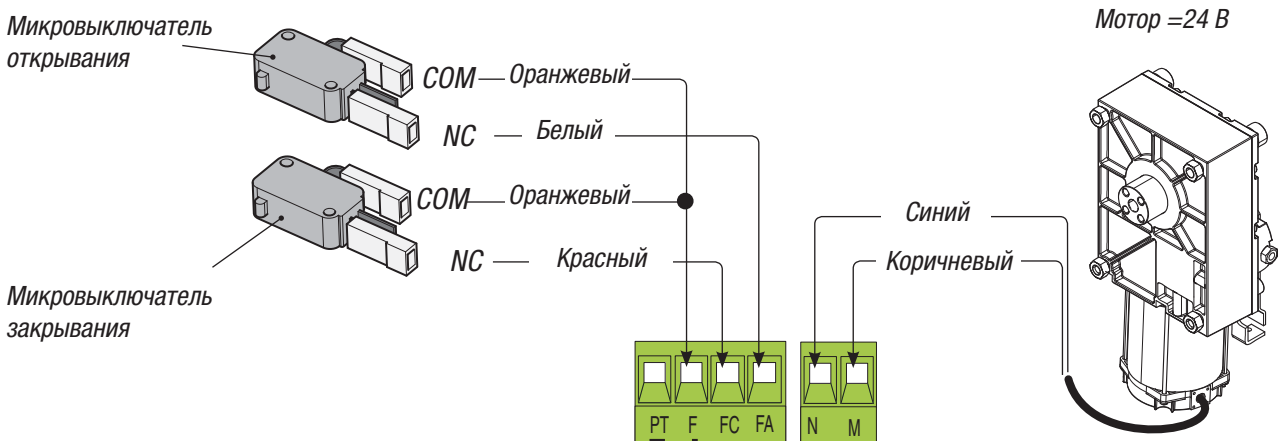 Микровыключатель
открывания
Мотор =24 В
COM
Оранжевый
NC
Белый
COM
Оранжевый
NC
Красный
Синий
Коричневый
Микровыключатель
закрывания
PT F FC FA N M